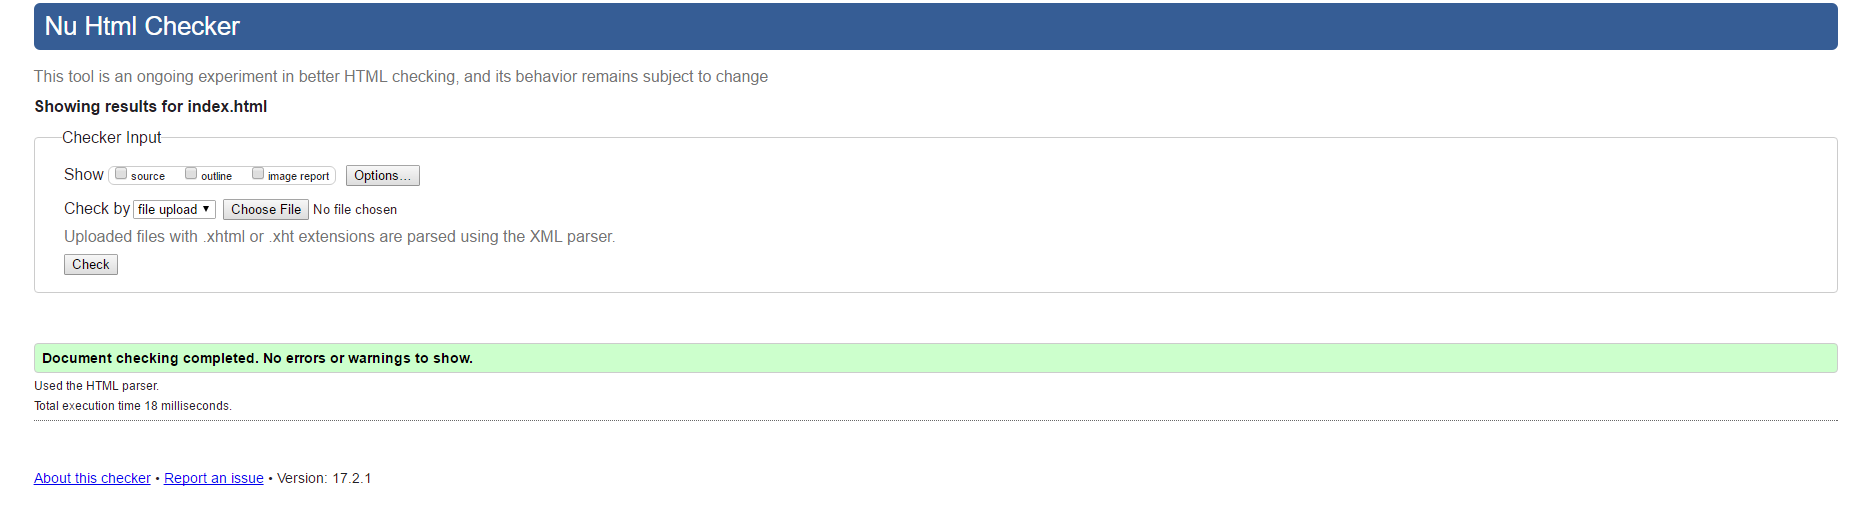 Nu Html Checker
This tool is an ongoing experiment in better HTML checking, and its behavior remains subject to change
Showing results for index.html
Checker Input
Show source outline image report Options...
Check by file upload Choose File No file chosen
Uploaded files with .xhtml or .xht extensions are parsed using the XML parser.
Check
Document checking completed. No errors or warnings to show.
Used the HTML parser.
Total execution time 18 milliseconds.
About this checker • Report an issue • Version: 17.2.1